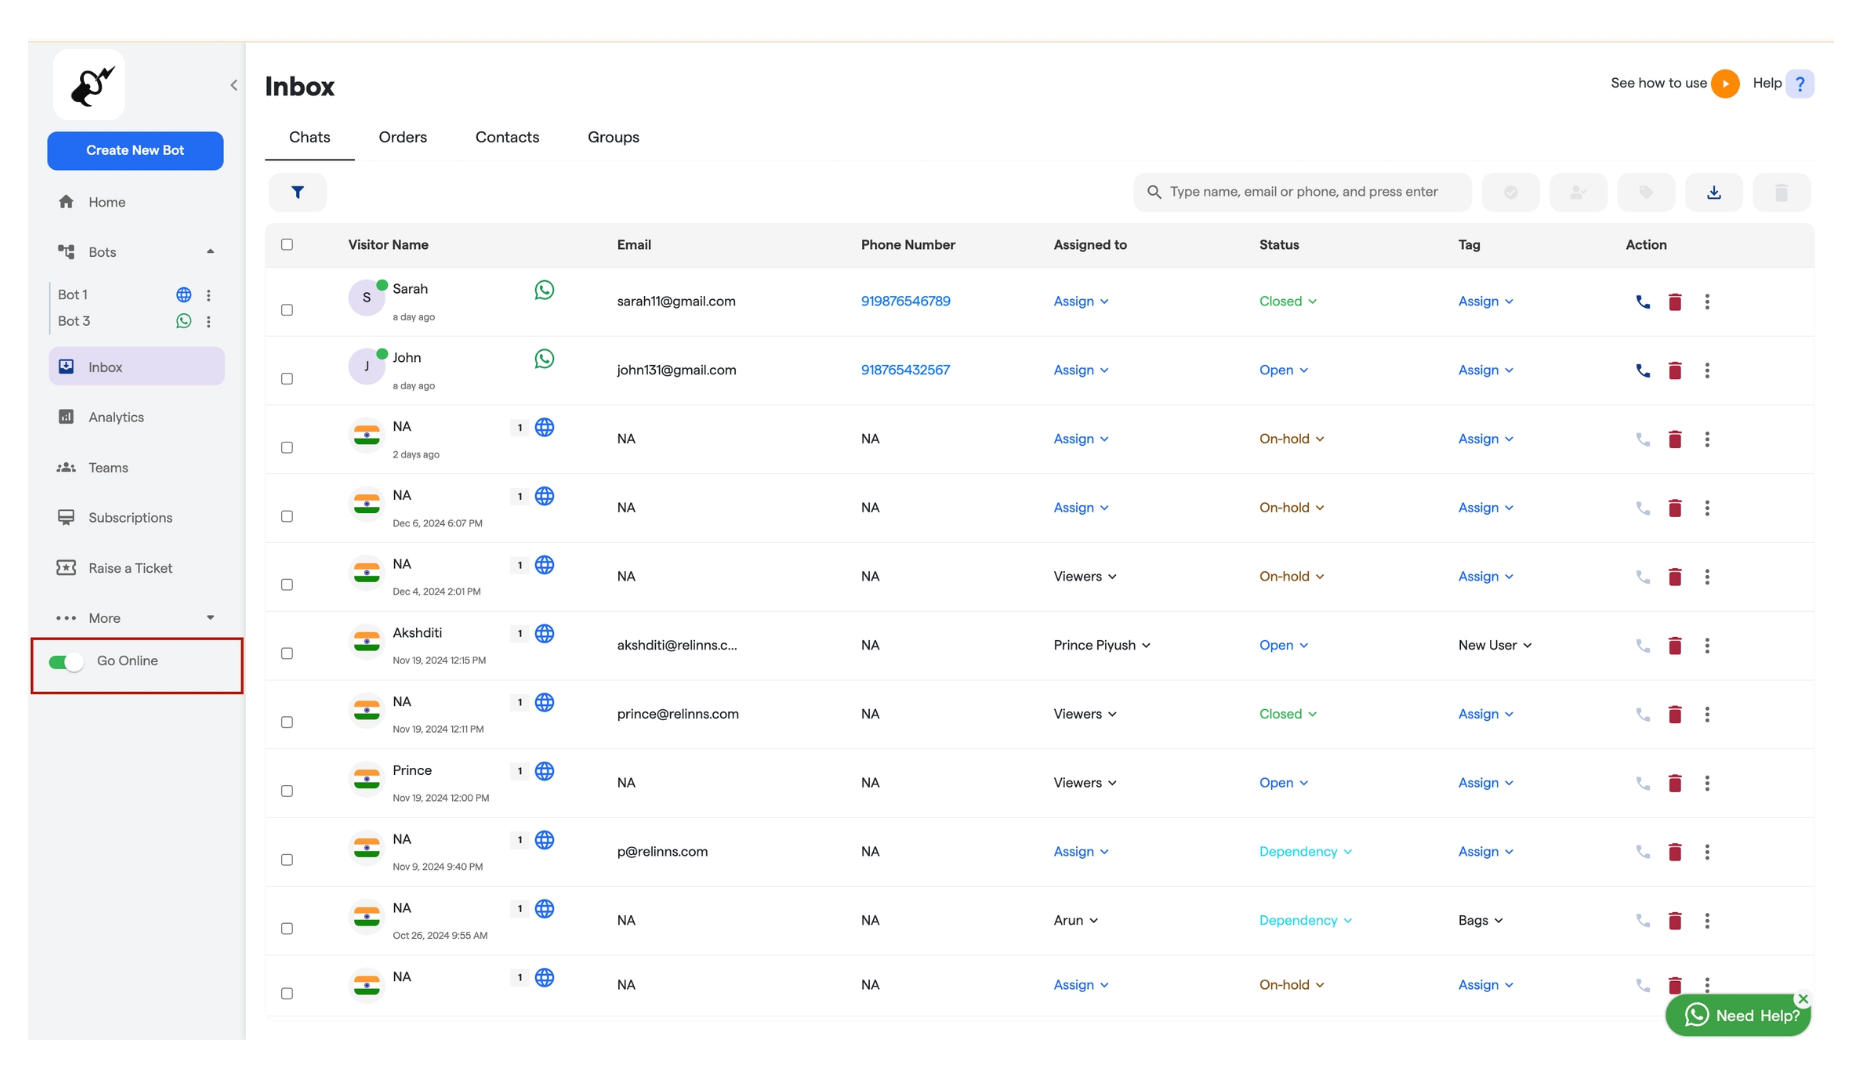 Inbox
See how to use
Help ?
Create New Bot
Chats Orders Contacts Groups
Type name, email or phone, and press enter
Home
Bots
Bot 1
Bot 3
Inbox
Analytics
Teams
Subscriptions
Raise a Ticket
More
Go Online
Visitor Name Email Phone Number Assigned to Status Tag Action
S Sarah sarah11@gmail.com 919876546789 Assign Closed Assign
a day ago
J John john131@gmail.com 918765432567 Assign Open Assign
a day ago
NA 1 NA NA Assign On-hold Assign
2 days ago
NA 1 NA NA Assign On-hold Assign
Dec 6, 2024 6:07 PM
NA 1 NA NA Viewers On-hold Assign
Dec 4, 2024 2:01 PM
Akshditi 1 akshditi@relinns.c... NA Prince Piyush Open New User
Nov 19, 2024 12:15 PM
NA 1 prince@relinns.com NA Viewers Closed Assign
Nov 19, 2024 12:11 PM
Prince 1 NA NA Viewers Open Assign
Nov 19, 2024 12:00 PM
NA 1 p@relinns.com NA Assign Dependency Assign
Nov 9, 2024 9:40 PM
NA 1 NA NA Arun Dependency Bags
Oct 26, 2024 9:55 AM
NA 1 NA NA Assign On-hold Assign
Need Help?